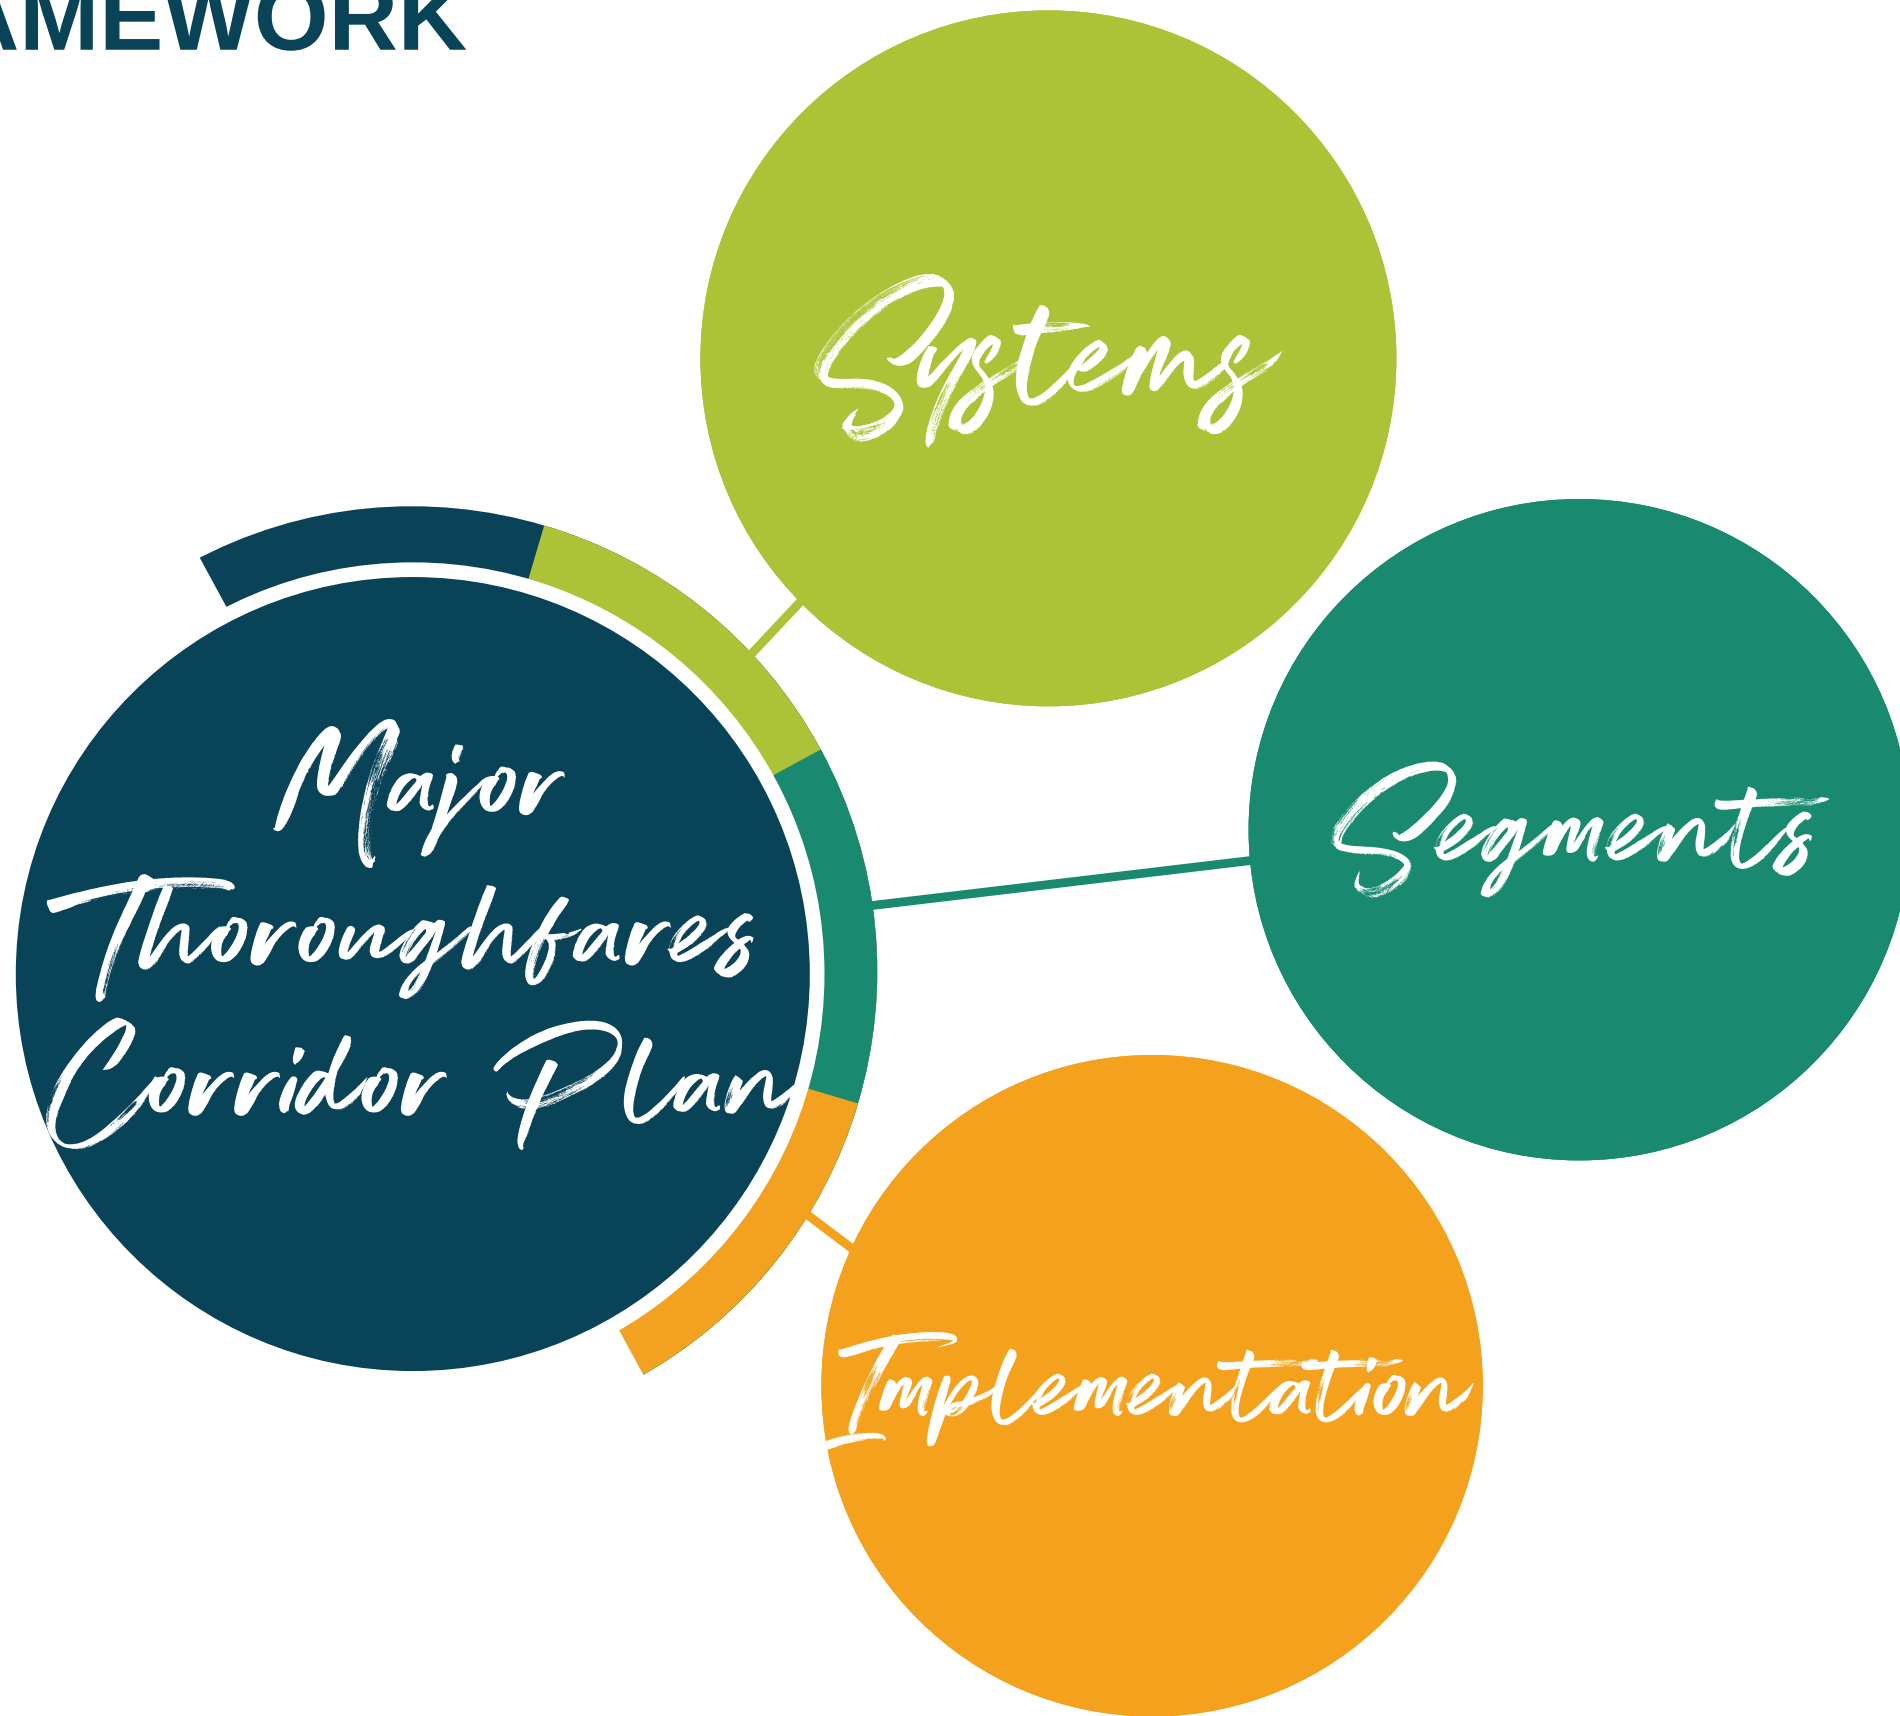 AMEWORK
Systems
Major
Thoroughfares
Corridor Plan
Segments
Implementation